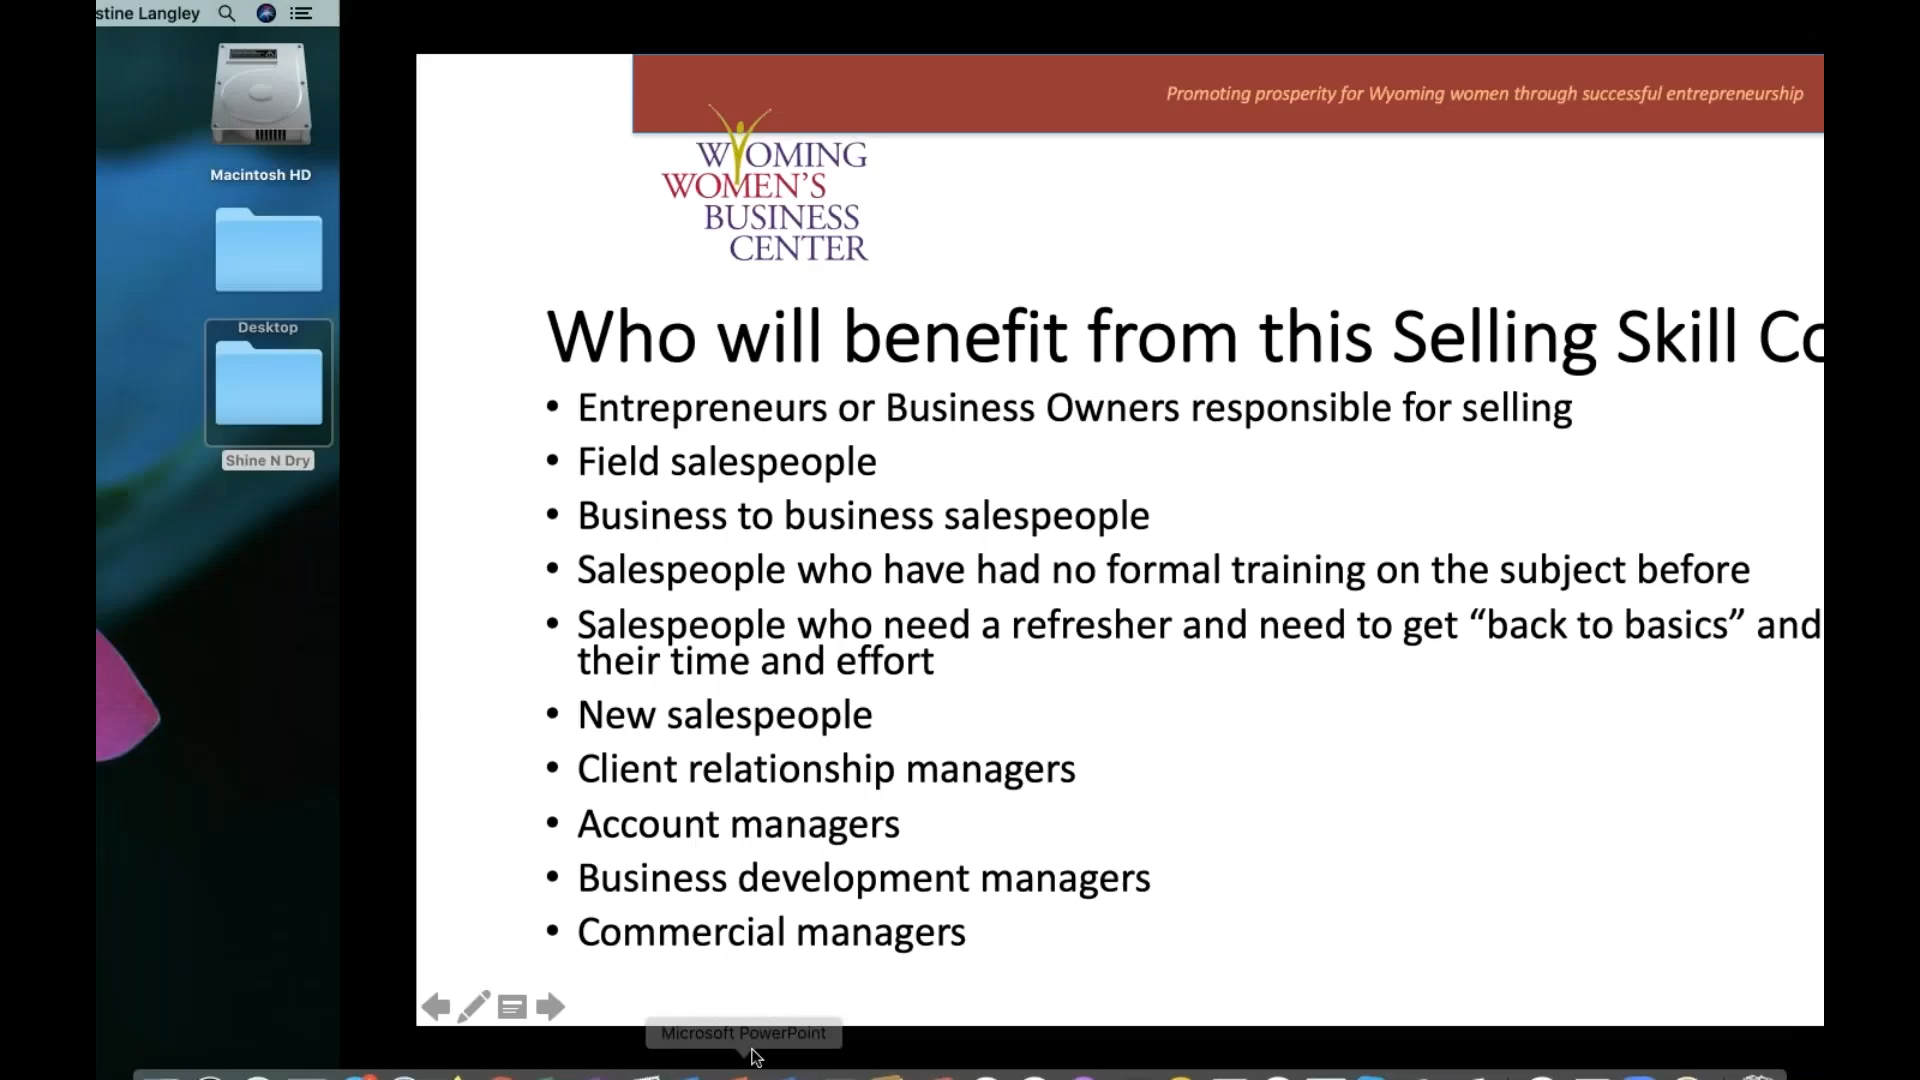 stine Langley
Macintosh HD
Desktop
Shine N Dry
Promoting prosperity for Wyoming women through successful entrepreneurship
WYOMING
WOMEN'S
BUSINESS
CENTER
Who will benefit from this Selling Skill Co
• Entrepreneurs or Business Owners responsible for selling
• Field salespeople
• Business to business salespeople
• Salespeople who have had no formal training on the subject before
• Salespeople who need a refresher and need to get “back to basics” and
their time and effort
• New salespeople
• Client relationship managers
• Account managers
• Business development managers
• Commercial managers
Microsoft PowerPoint